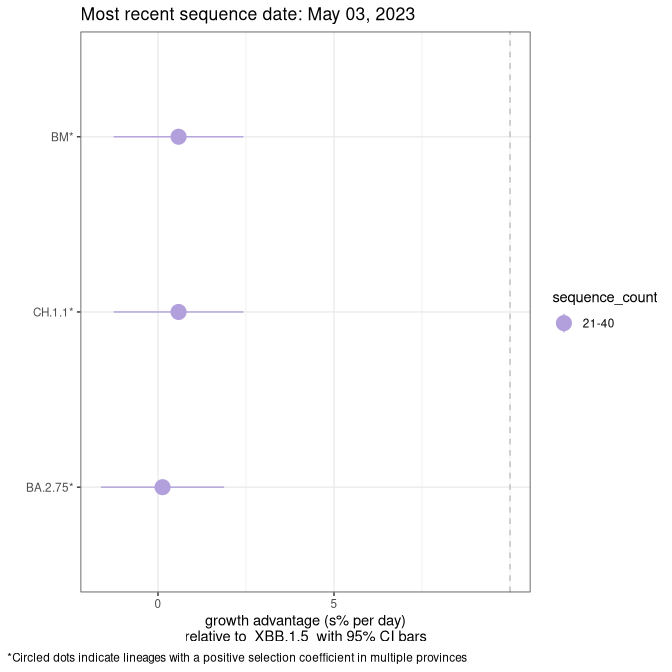 Most recent sequence date: May 03, 2023
BM*
CH.1.1*
BA.2.75*
0 5
growth advantage (s% per day)
relative to XBB.1.5 with 95% CI bars
sequence_count
21-40
*Circled dots indicate lineages with a positive selection coefficient in multiple provinces